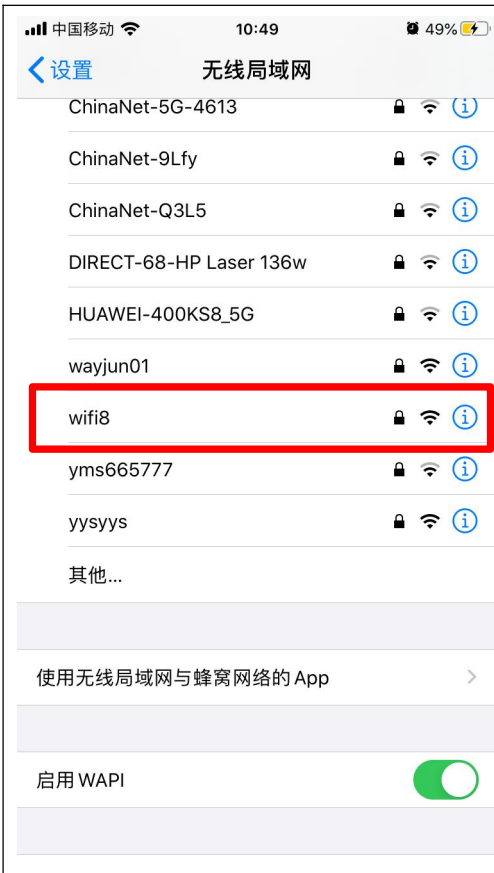 中国移动 10:49 49%
设置 无线局域网
ChinaNet-5G-4613
ChinaNet-9Lfy
ChinaNet-Q3L5
DIRECT-68-HP Laser 136w
HUAWEI-400KS8_5G
wayjun01
wifi8
yms665777
yysyys
其他...
使用无线局域网与蜂窝网络的 App
启用 WAPI